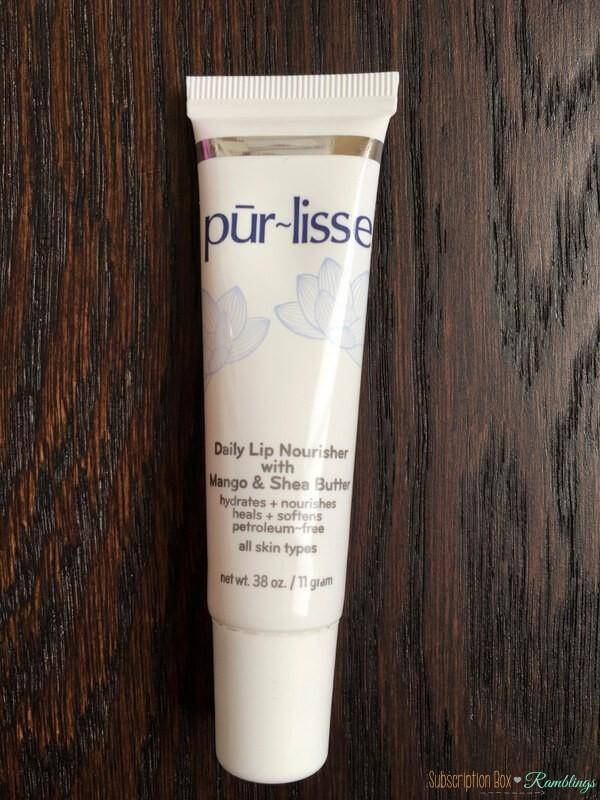 pūr~lisse
Daily Lip Nourisher
with
Mango & Shea Butter
hydrates + nourishes
heals + softens
petroleum-free
all skin types
net wt. 38 oz. / 11 gram
Subscription Box ♥ Ramblings